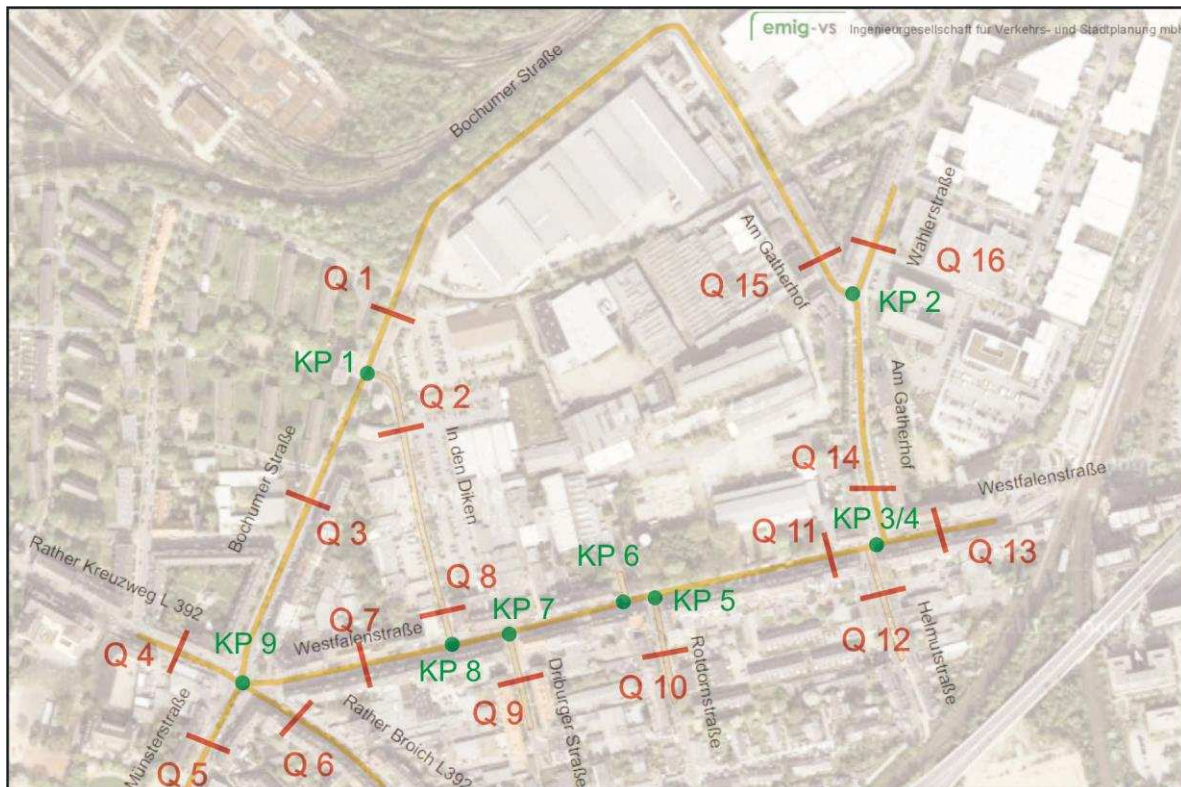 emig-vs Ingenieurgesellschaft für Verkehrs- und Stadtplanung mbH
Bochumer Straße
Wahlerstraße
Am Gatherhof
Q 16
Q 15
KP 2
Q 1
KP 1
Q 2
Am Gatherhof
In den Diken
Q 14
Westfalenstraße
Bochumer Straße
Q 3
KP 3/4
Q 11
Q 13
Rather Kreuzweg L 392
KP 6
Q 8
KP 7
KP 5
Q 12
Helmutstraße
KP 9
Westfalenstraße
Q 7
Q 4
KP 8
Rotdornstraße
Q 10
Driburger Straße
Q 9
Rather Broich L392
Münsterstraße
Q 5
Q 6